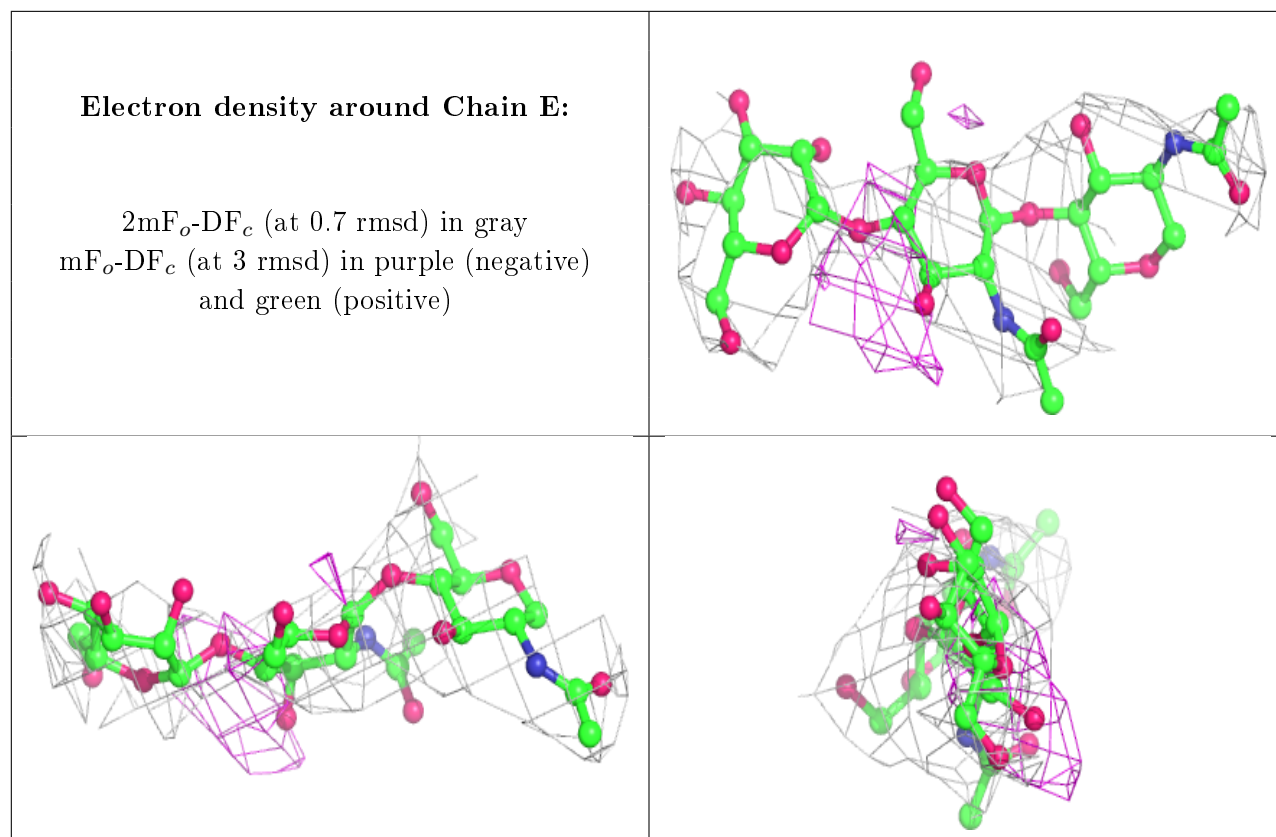 Electron density around Chain E:
2mFo-DFc (at 0.7 rmsd) in gray
mFo-DFc (at 3 rmsd) in purple (negative)
and green (positive)